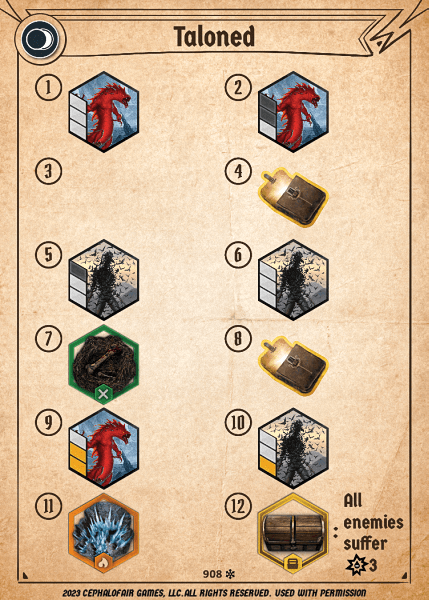 Taloned
1 2
3 4
5 6
7 8
9 10
11 12 : All
enemies
suffer
3
908 *
2023 CEPHALOFAIR GAMES, LLC. ALL RIGHTS RESERVED. USED WITH PERMISSION